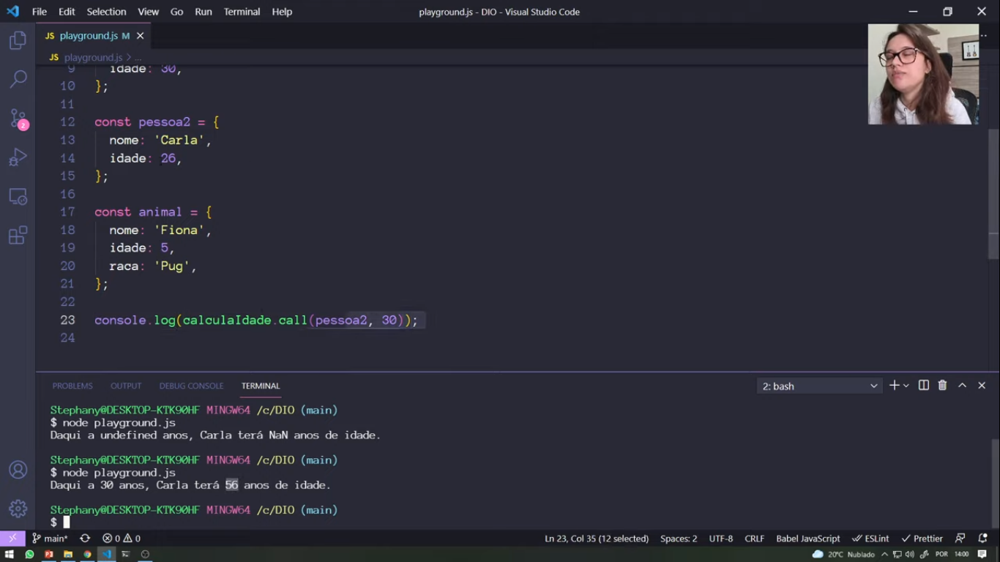 File Edit Selection View Go Run Terminal Help playground.js - DIO - Visual Studio Code
JS playground.js M
JS playground.js > ...
9 idade: 30,
10 };
11
12 const pessoa2 = {
13 nome: 'Carla',
14 idade: 26,
15 };
16
17 const animal = {
18 nome: 'Fiona',
19 idade: 5,
20 raca: 'Pug',
21 };
22
23 console.log(calculaIdade.call(pessoa2, 30));
24
2
PROBLEMS OUTPUT DEBUG CONSOLE TERMINAL 2: bash
Stephany@DESKTOP-KTK90HF MINGW64 /c/DIO (main)
$ node playground.js
Daqui a undefined anos, Carla terá NaN anos de idade.
Stephany@DESKTOP-KTK90HF MINGW64 /c/DIO (main)
$ node playground.js
Daqui a 30 anos, Carla terá 56 anos de idade.
Stephany@DESKTOP-KTK90HF MINGW64 /c/DIO (main)
$
main* 0 0 Ln 23, Col 35 (12 selected) Spaces: 2 UTF-8 CRLF Babel JavaScript ESLint Prettier
20°C Nublado POR 14:00